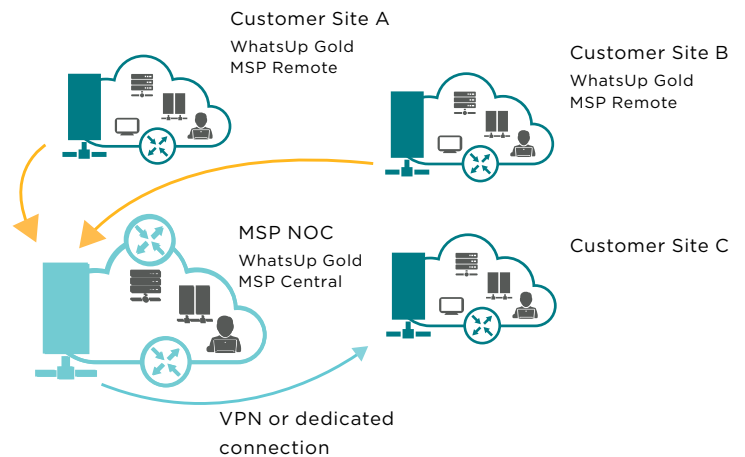 Customer Site A
WhatsUp Gold
MSP Remote
Customer Site B
WhatsUp Gold
MSP Remote
MSP NOC
WhatsUp Gold
MSP Central
Customer Site C
VPN or dedicated
connection